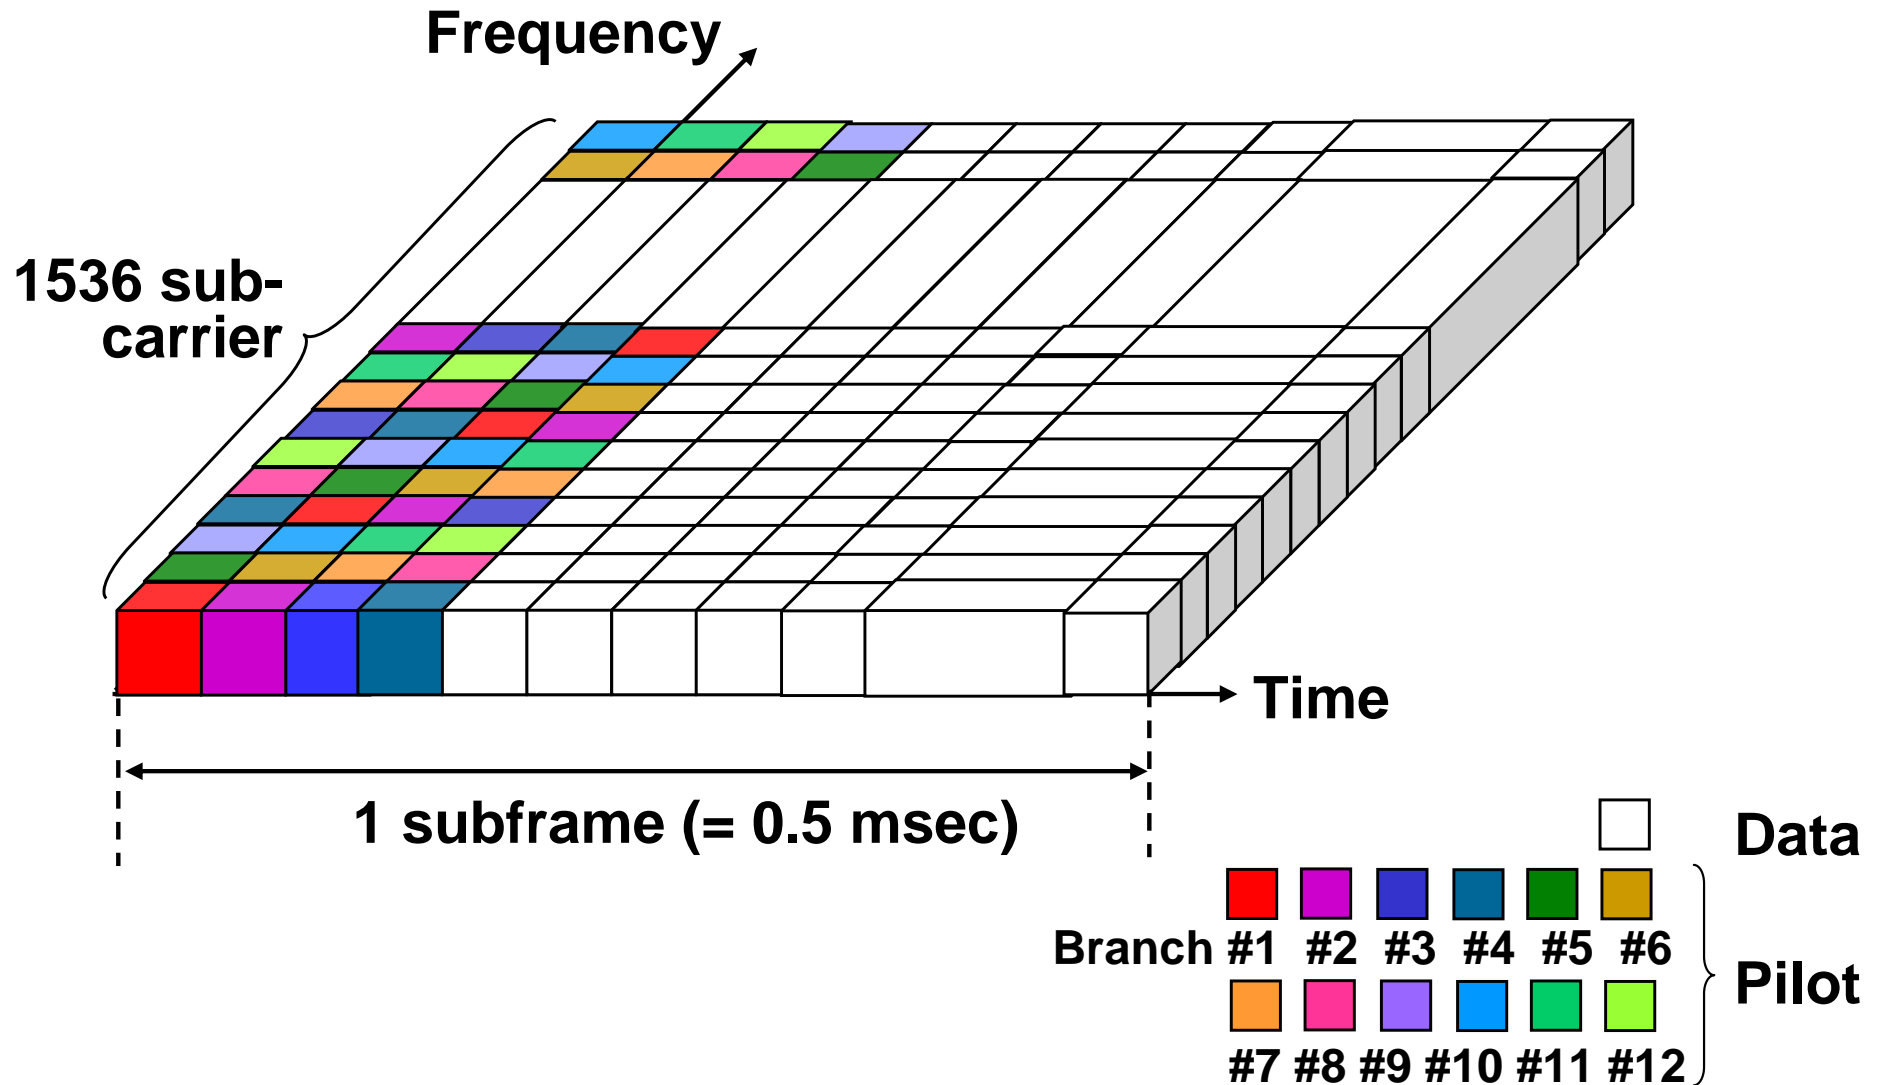 Frequency
1536 sub-
carrier
Time
1 subframe (= 0.5 msec)
Data
Branch #1 #2 #3 #4 #5 #6
Pilot
#7 #8 #9 #10 #11 #12